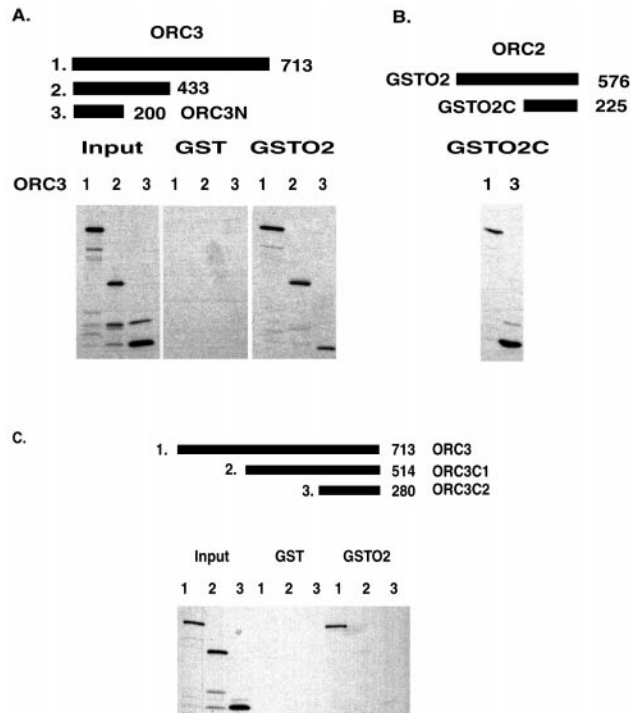 A.
ORC3
1. 713
2. 433
3. 200 ORC3N
Input GST GSTO2
ORC3 1 2 3 1 2 3 1 2 3
B.
ORC2
GSTO2 576
GSTO2C 225
GSTO2C
1 3
C.
1. 713 ORC3
2. 514 ORC3C1
3. 280 ORC3C2
Input GST GSTO2
1 2 3 1 2 3 1 2 3